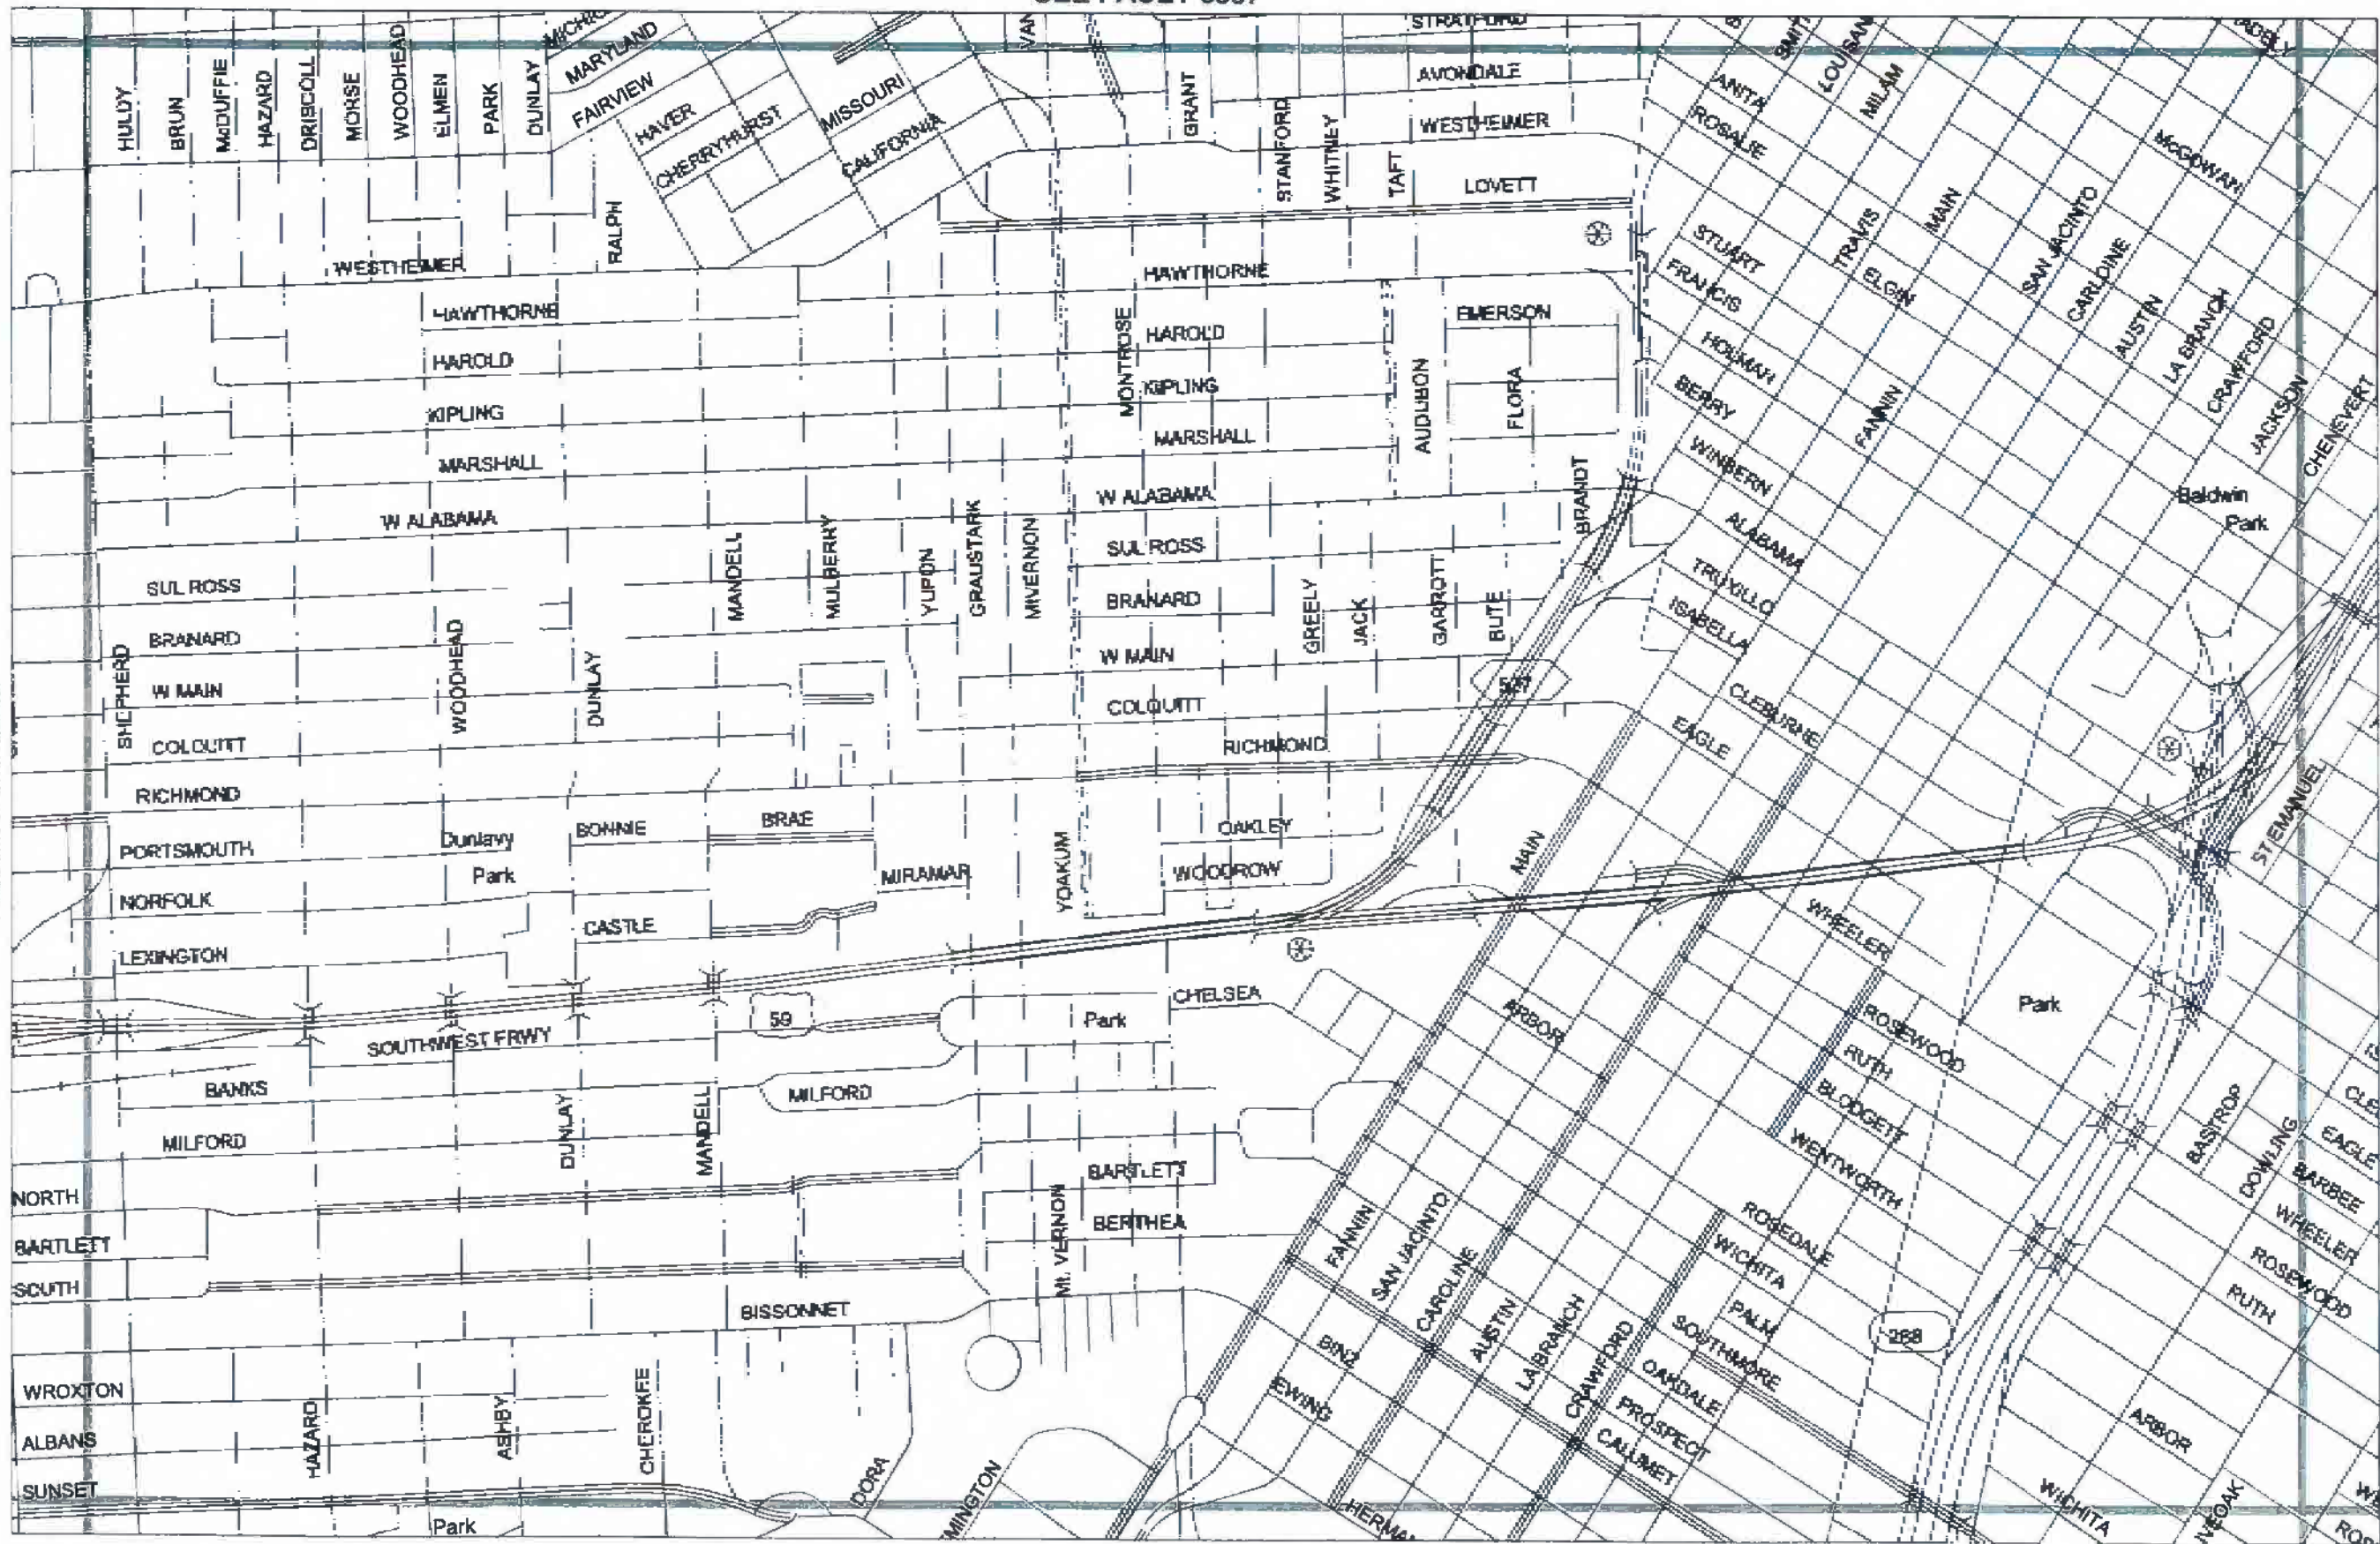 STRATFORD
MARYLAND
FAIRVIEW
HAVER
CHERRYHURST
MISSOURI
CALIFORNIA
HULDY
BRUN
McDUFFIE
HAZARD
DRISCOLL
MORSE
WOODHEAD
ELMEN
PARK
DUNLAY
RALPH
GRANT
STANFORD
WHITNEY
TAFT
AVONDALE
WESTHEIMER
LOVETT
ANITA
ROSALIE
MILAM
McGOWAN
STUART
FRANCIS
TRAVIS
MAIN
ELGIN
SAN JACINTO
CAROLINE
AUSTIN
LA BRANCH
CRAWFORD
JACKSON
CHENEVERT
HOLMAN
BERRY
FANNIN
WINBERN
ALABAMA
TRUXILLO
ISABELLA
CLEBURNE
EAGLE
Baldwin
Park
WESTHEIMER
HAWTHORNE
HAROLD
KIPLING
MARSHALL
W ALABAMA
HAWTHORNE
MONTROSE
HAROLD
KIPLING
MARSHALL
W ALABAMA
EMERSON
AUDUBON
FLORA
BRANDT
SUL ROSS
BRANARD
W MAIN
COLQUITT
RICHMOND
SHEPHERD
WOODHEAD
DUNLAY
MANDELL
MULBERRY
YUPON
GRAUSTARK
MIVERNON
SUL ROSS
BRANARD
W MAIN
COLQUITT
RICHMOND
GREELY
JACK
GARROTT
BUTE
PORTSMOUTH
NORFOLK
LEXINGTON
Dunlavy
Park
BONNIE
BRAE
CASTLE
MIRAMAR
YOAKUM
OAKLEY
WOODROW
MAIN
ST EMANUEL
WHEELER
SOUTHWEST FRWY
59
CHELSEA
Park
ARBOR
Park
ROSEWOOD
RUTH
BLODGETT
WENTWORTH
BANKS
MILFORD
MILFORD
DUNLAY
MANDELL
NORTH
BARTLETT
SOUTH
BARTLETT
BERTHEA
Mt. VERNON
BISSONNET
FANNIN
SAN JACINTO
CAROLINE
AUSTIN
LA BRANCH
CRAWFORD
ROSEDALE
WICHITA
PALM
SOUTHMORE
OAKDALE
PROSPECT
CALUMET
BINZ
EWING
288
BASTROP
DOWLING
EAGLE
BARBEE
WHEELER
ROSEWOOD
RUTH
ARBOR
WICHITA
WROXTON
ALBANS
SUNSET
HAZARD
ASHBY
CHEROKEE
Park
DORA